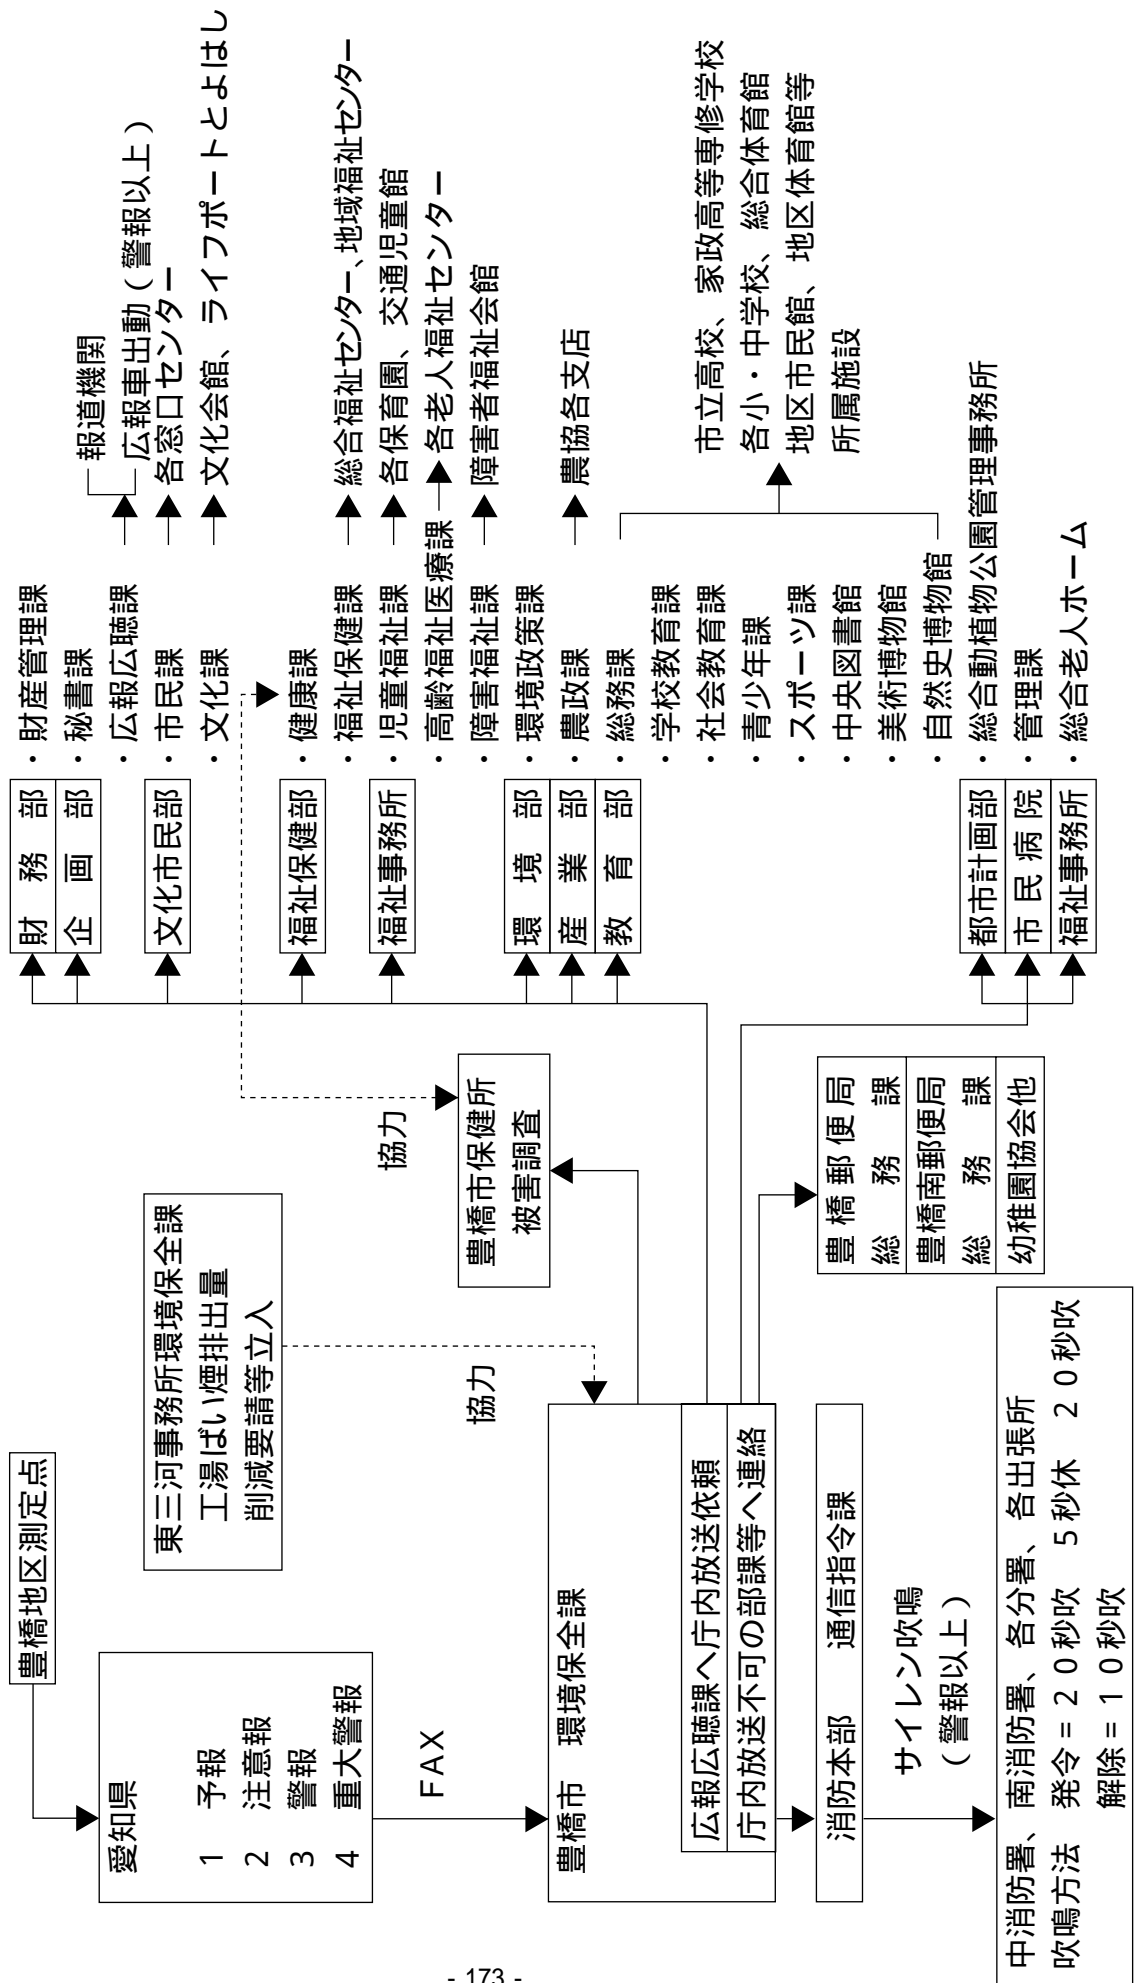 豊橋地区測定点
愛知県
1 予報
2 注意報
3 警報
4 重大警報
東三河事務所環境保全課
工湯ばい煙排出量
削減要請等立入
FAX
協力
協力
豊橋市保健所
被害調査
豊橋市 環境保全課
広報広聴課へ庁内放送依頼
庁内放送不可の部課等へ連絡
消防本部 通信指令課
サイレン吹鳴
(警報以上)
中消防署、南消防署、各分署、各出張所
吹鳴方法 発令=20秒吹 5秒休 20秒吹
解除=10秒吹
豊橋郵便局
総務課
豊橋南郵便局
総務課
幼稚園協会他
財務部
企画部
文化市民部
福祉保健部
福祉事務所
環境部
産業部
教育部
都市計画部
市民病院
福祉事務所
・財産管理課
・秘書課
・広報広聴課
・市民課
・文化課
・健康課
・福祉保健課
・児童福祉課
・高齢福祉医療課
・障害福祉課
・環境政策課
・農政課
・総務課
・学校教育課
・社会教育課
・青少年課
・スポーツ課
・中央図書館
・美術博物館
・自然史博物館
・総合動植物公園管理事務所
・管理課
・総合老人ホーム
報道機関
広報車出動(警報以上)
各窓口センター
文化会館、ライフポートとよはし
総合福祉センター、地域福祉センター
各保育園、交通児童館
各老人福祉センター
障害者福祉会館
農協各支店
市立高校、家政高等専修学校
各小・中学校、総合体育館
地区市民館、地区体育館等
所属施設
- 173 -